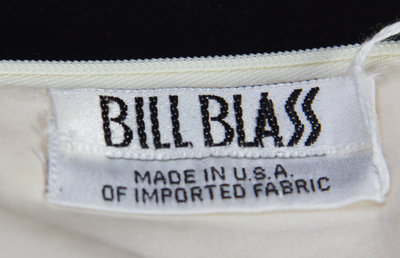 BILL BLASS
MADE IN U.S.A.
OF IMPORTED FABRIC